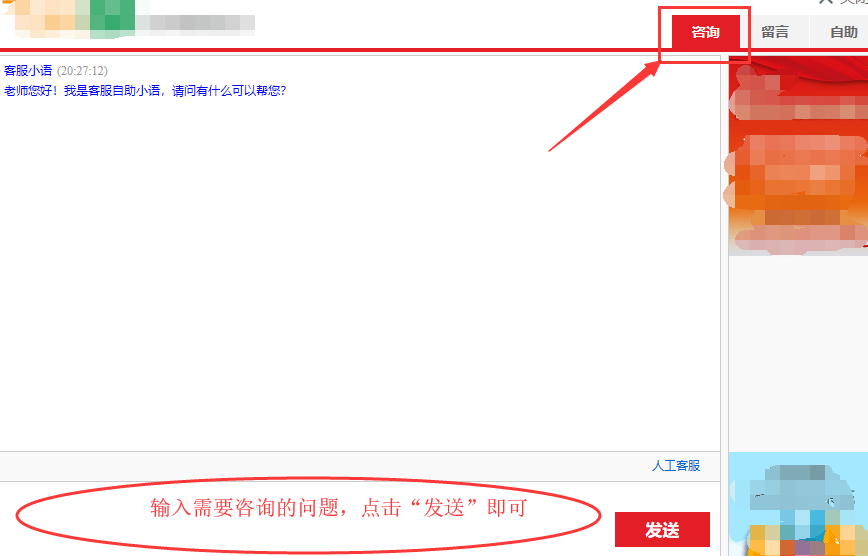 咨询 留言 自助
客服小语 (20:27:12)
老师您好！我是客服自助小语，请问有什么可以帮您？
人工客服
输入需要咨询的问题，点击“发送”即可
发送